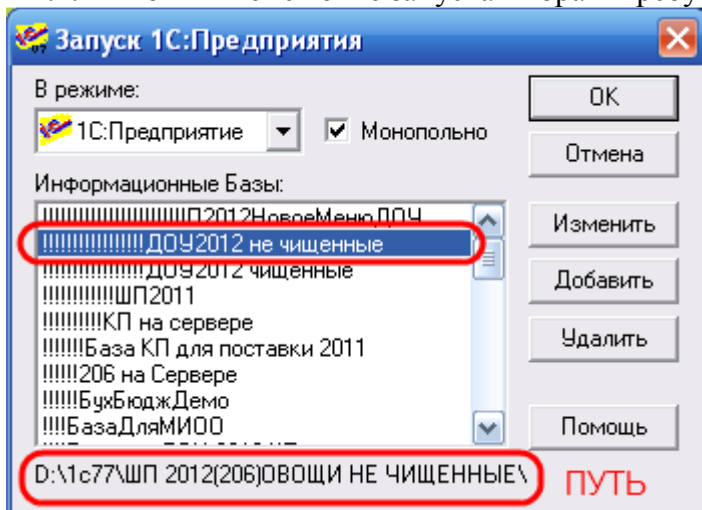 Запуск 1С:Предприятия
В режиме:
1С:Предприятие
Монопольно
OK
Отмена
Информационные Базы:
!!!!!!!!!!!!!!!!!!!!!!!!!П2012НовоеМенюДОУ
!!!!!!!!!!!!!!!!!!ДОУ2012 не чищенные
!!!!!!!!!!!!!!!!!!ДОУ2012 чищенные
!!!!!!!!!!!!ШП2011
!!!!!!!!!!КП на сервере
!!!!!!!База КП для поставки 2011
!!!!!!206 на Сервере
!!!!!БухБюджДемо
!!!!БазаДляМИОО
Изменить
Добавить
Удалить
Помощь
D:\1с77\ШП 2012(206)ОВОЩИ НЕ ЧИЩЕННЫЕ\
ПУТЬ